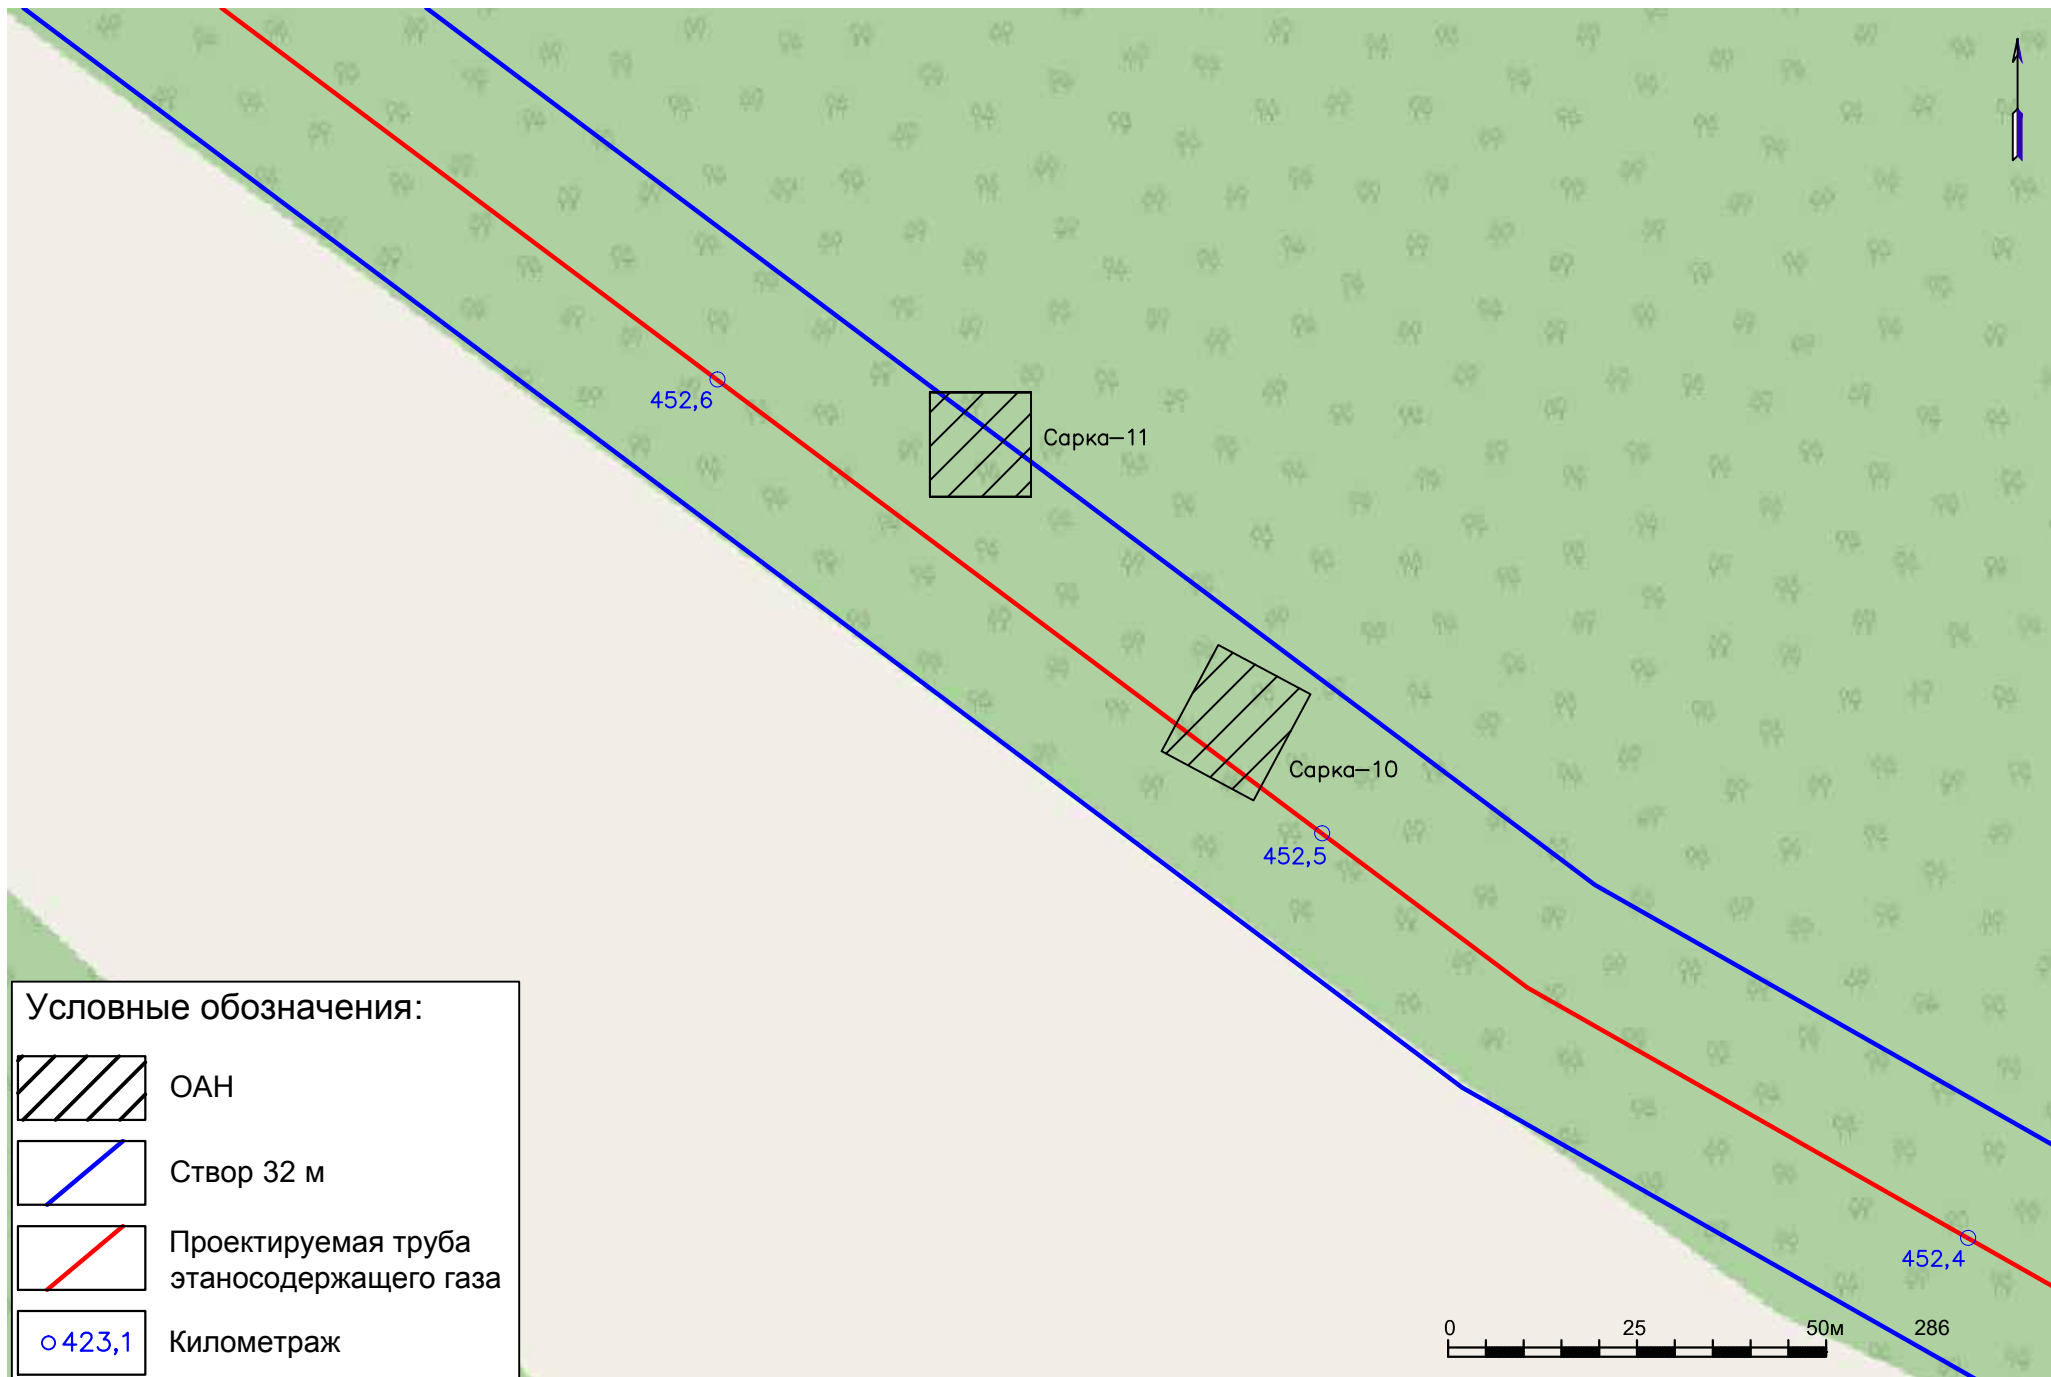 452,6
Сарка-11
Сарка-10
452,5
452,4
Условные обозначения:
ОАН
Створ 32 м
Проектируемая труба
этаносодержащего газа
423,1 Километраж
0 25 50м 286